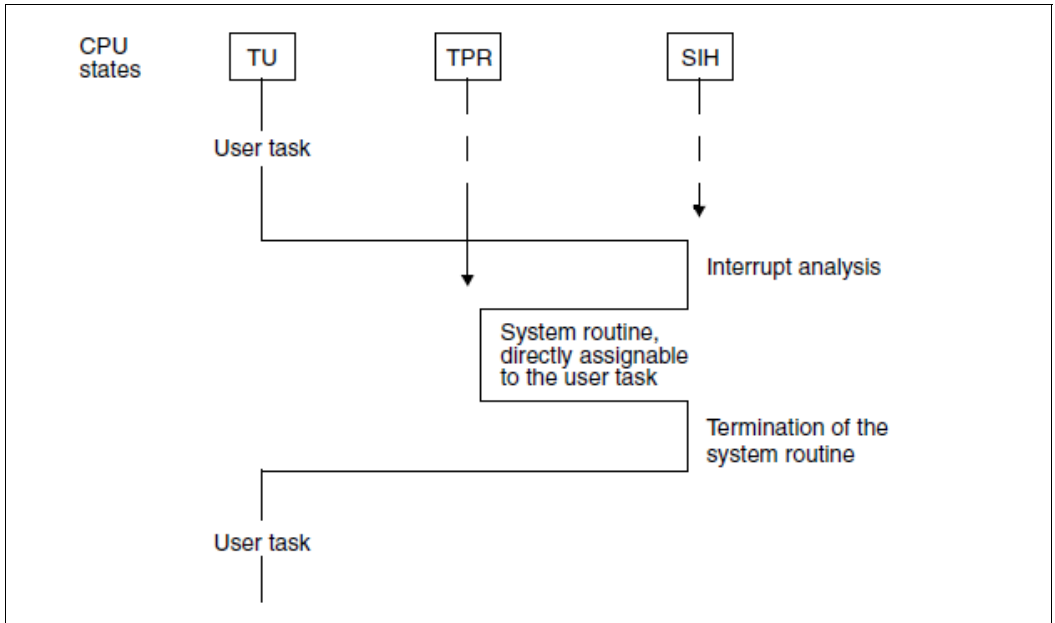 CPU
states
TU
TPR
SIH
User task
Interrupt analysis
System routine,
directly assignable
to the user task
Termination of the
system routine
User task